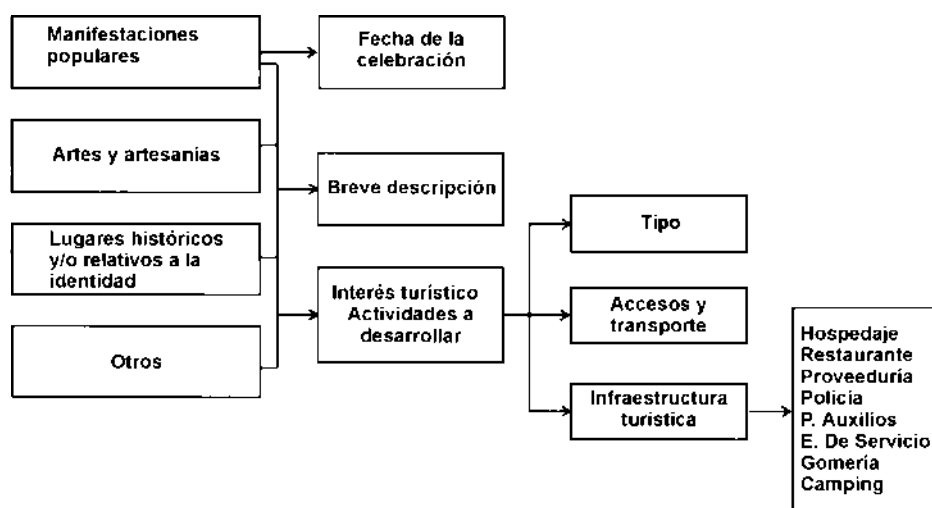 Manifestaciones
populares
Fecha de la
celebración
Artes y artesanías
Breve descripción
Lugares históricos
y/o relativos a la
identidad
Otros
Interés turístico
Actividades a
desarrollar
Tipo
Accesos y
transporte
Infraestructura
turística
Hospedaje
Restaurante
Proveeduría
Policía
P. Auxilios
E. De Servicio
Gomería
Camping